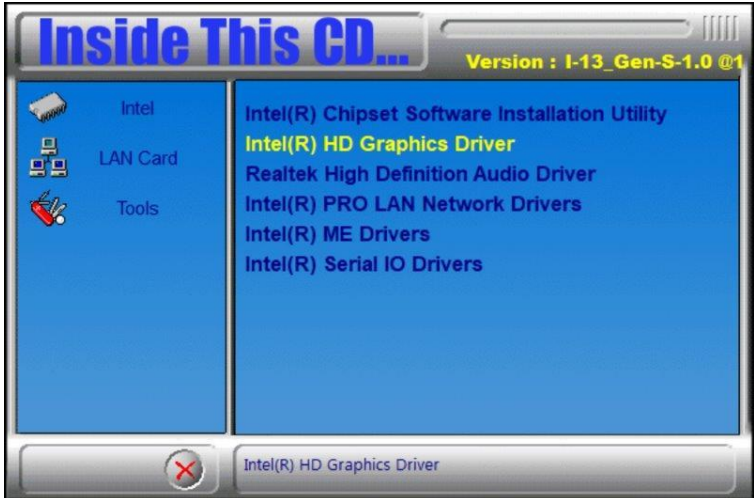 Inside This CD...
Version : I-13_Gen-S-1.0 @1
Intel
LAN Card
Tools
Intel(R) Chipset Software Installation Utility
Intel(R) HD Graphics Driver
Realtek High Definition Audio Driver
Intel(R) PRO LAN Network Drivers
Intel(R) ME Drivers
Intel(R) Serial IO Drivers
Intel(R) HD Graphics Driver